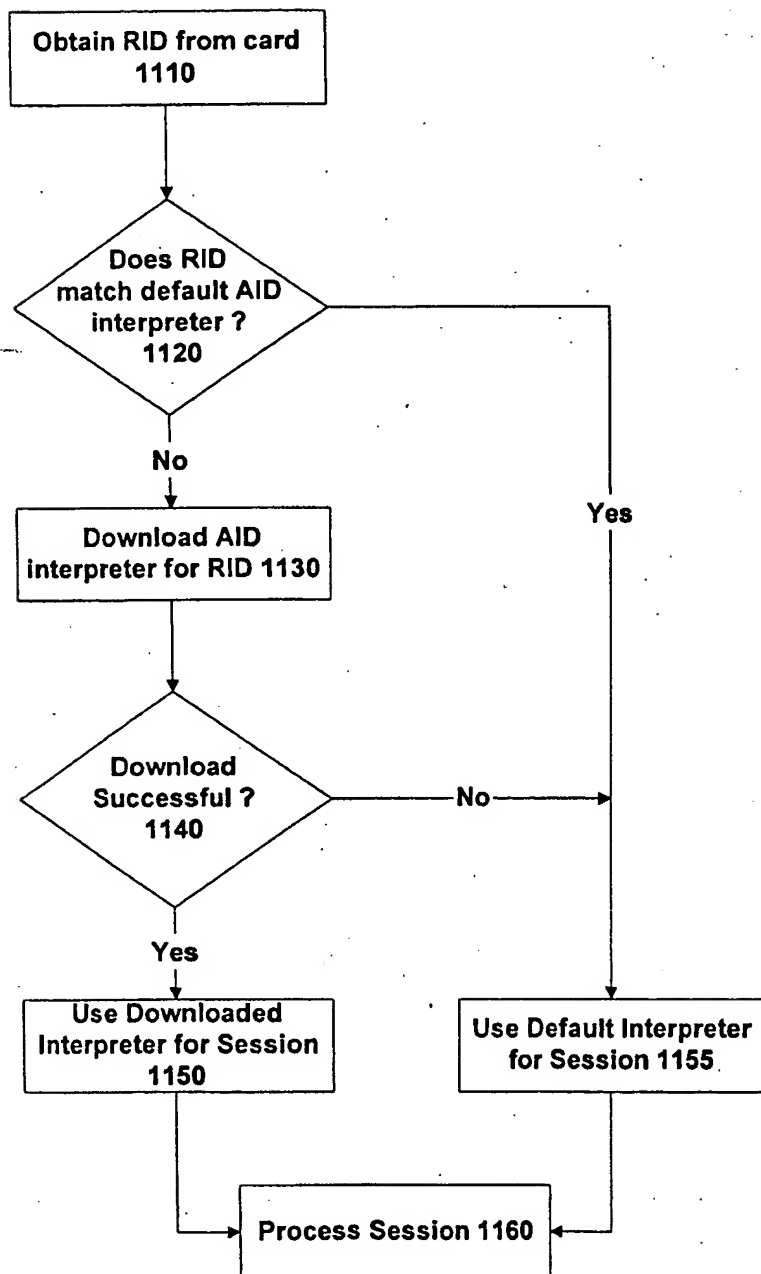 Obtain RID from card
1110
Does RID
match default AID
interpreter ?
1120
No
Yes
Download AID
interpreter for RID 1130
Download
Successful ?
1140
No
Yes
Use Downloaded
Interpreter for Session
1150
Use Default Interpreter
for Session 1155
Process Session 1160